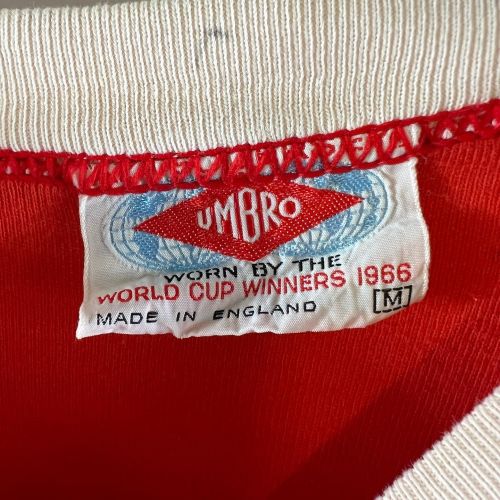 UMBRO
WORN BY THE
WORLD CUP WINNERS 1966
MADE IN ENGLAND [M]